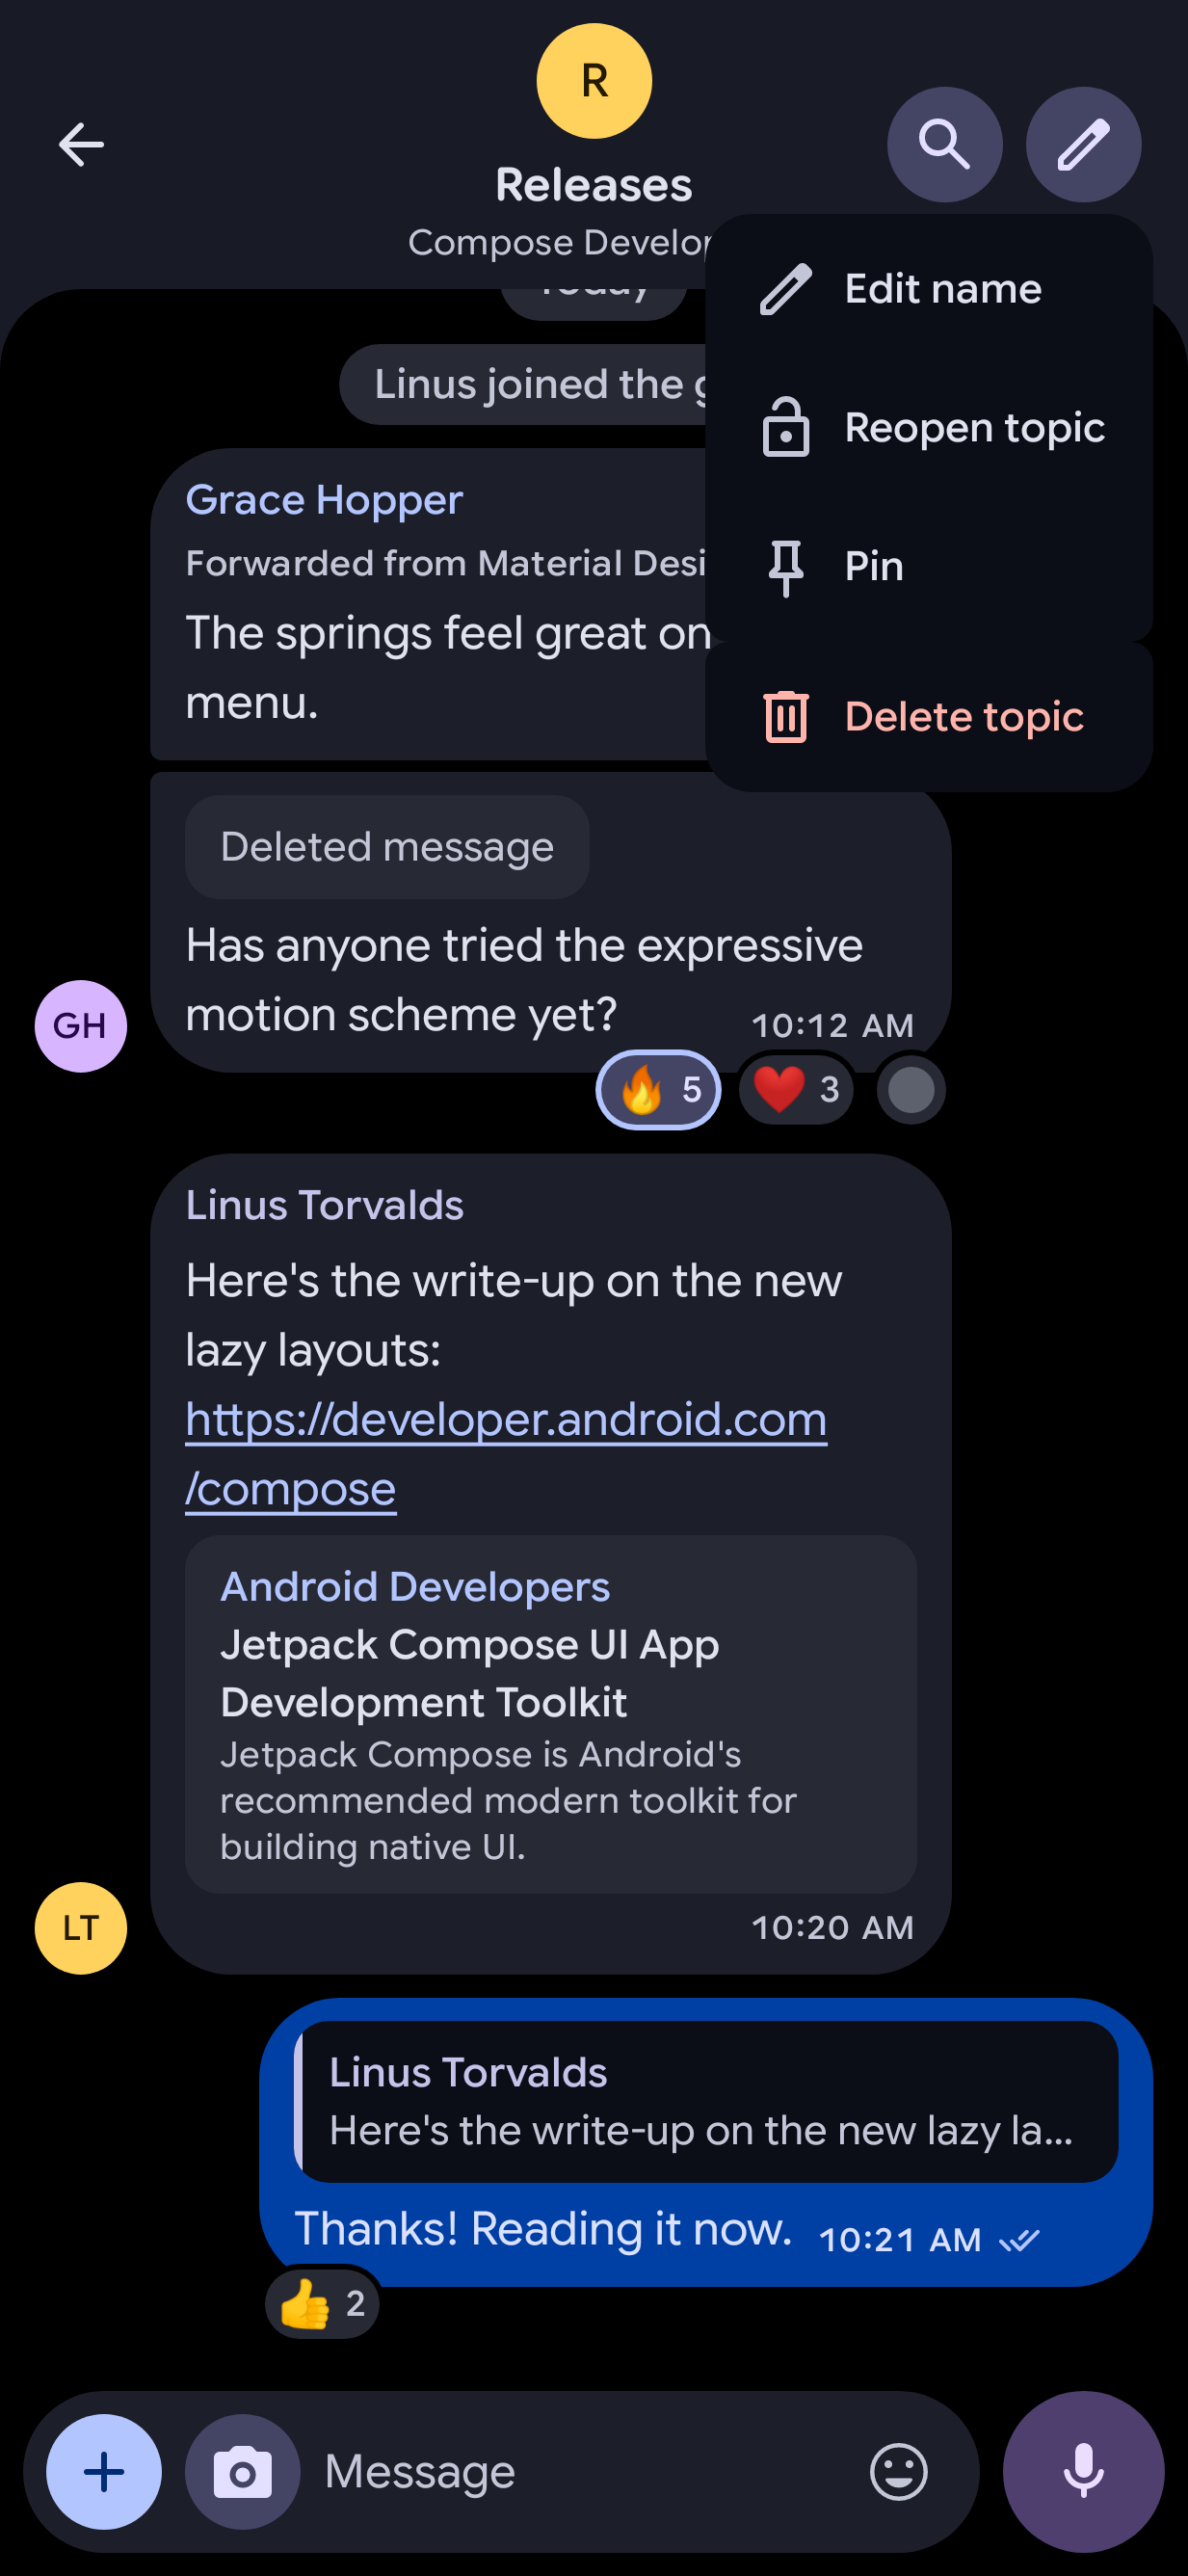 R
Releases
Compose Develop
Today
Linus joined the g
Edit name
Reopen topic
Pin
Delete topic
Grace Hopper
Forwarded from Material Desi
The springs feel great on
menu.
Deleted message
Has anyone tried the expressive
motion scheme yet?
10:12 AM
GH
5
3
Linus Torvalds
Here's the write-up on the new
lazy layouts:
https://developer.android.com
/compose
Android Developers
Jetpack Compose UI App
Development Toolkit
Jetpack Compose is Android's
recommended modern toolkit for
building native UI.
10:20 AM
LT
Linus Torvalds
Here's the write-up on the new lazy la...
Thanks! Reading it now.
10:21 AM
2
Message